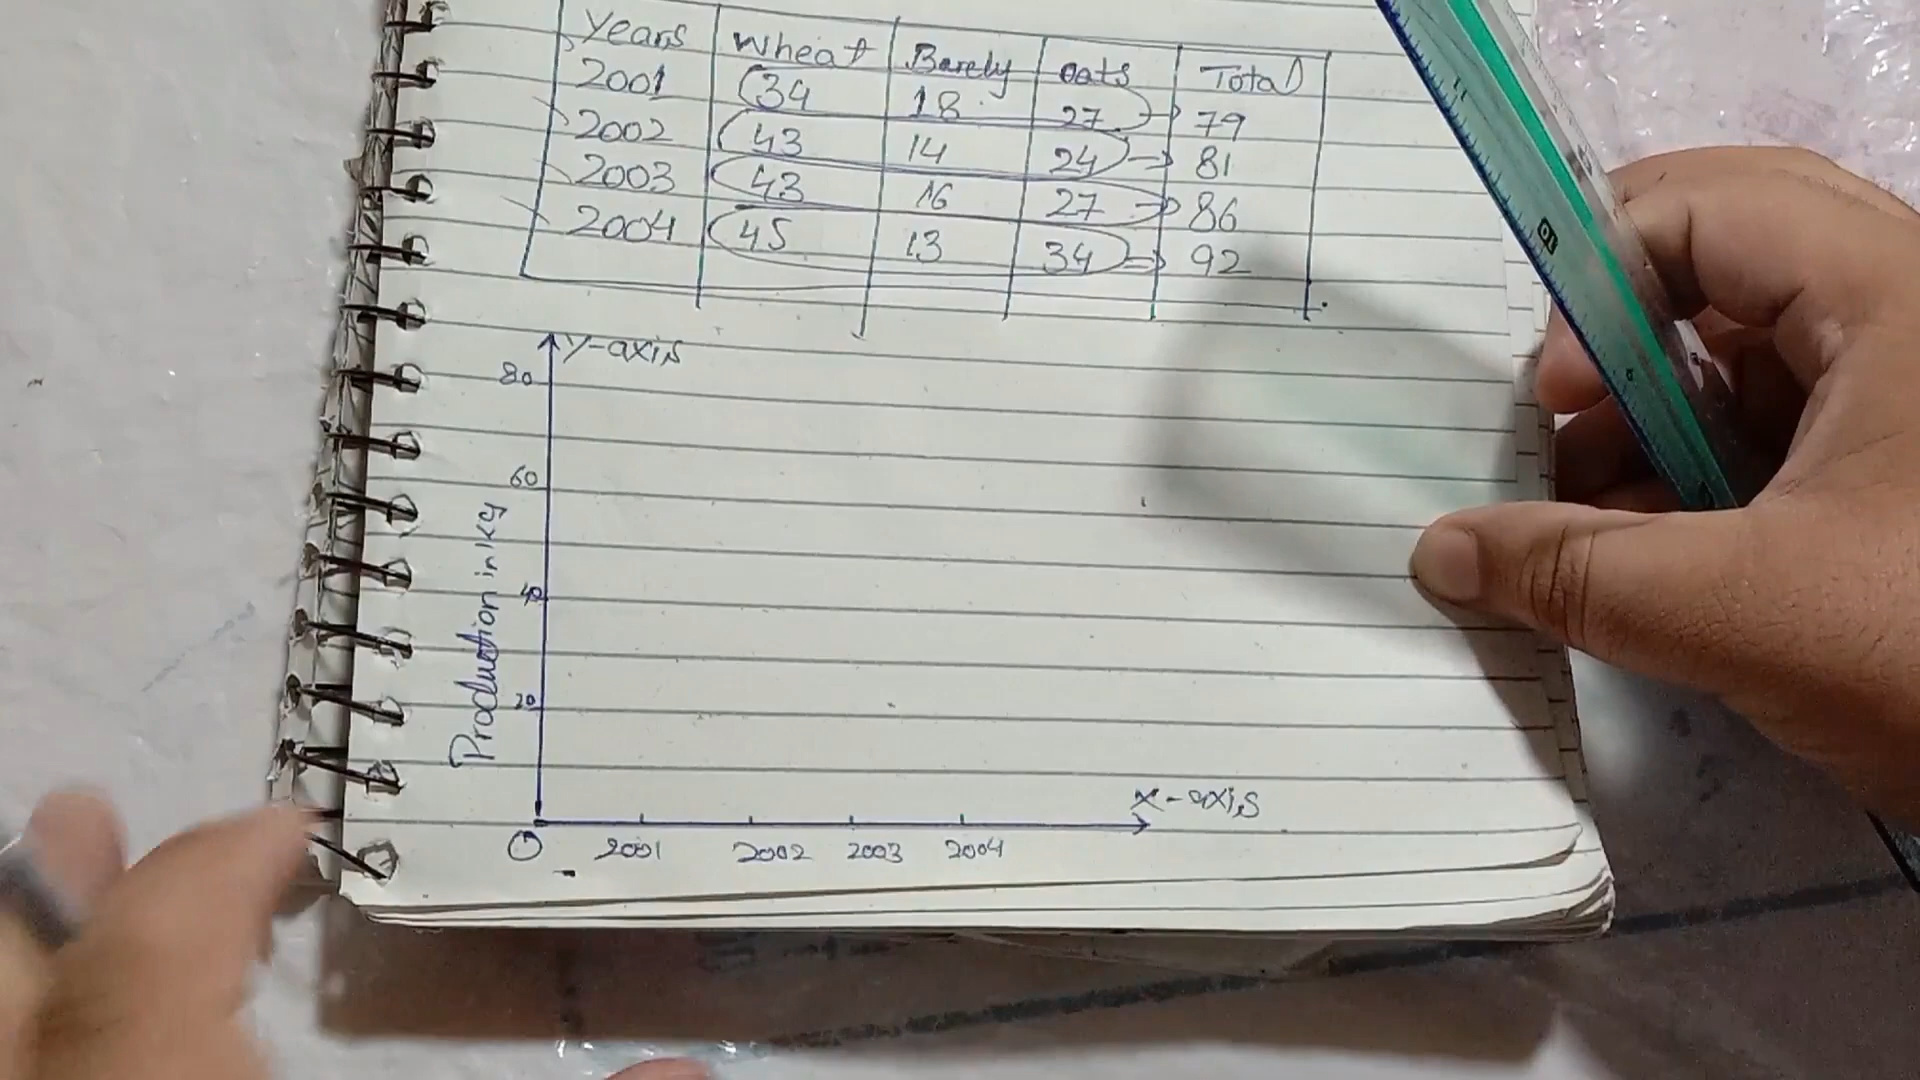 Years Wheat Barely oats Total
2001 34 18 27 → 79
2002 43 14 24 → 81
2003 43 16 27 → 86
2004 45 13 34 → 92
Y-axis
80
60
40
20
Production in kg
X-axis
O 2001 2002 2003 2004
10